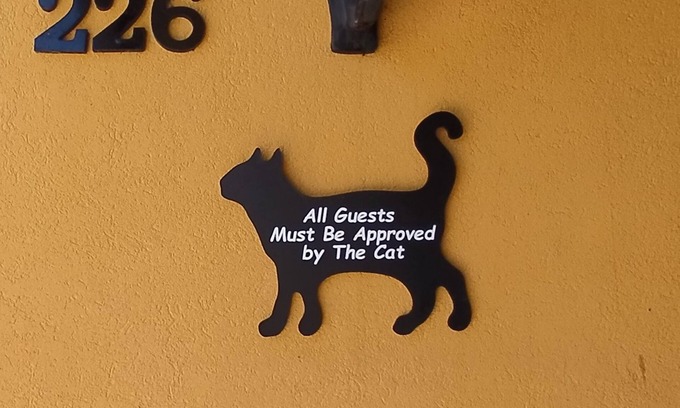 226
All Guests
Must Be Approved
by The Cat